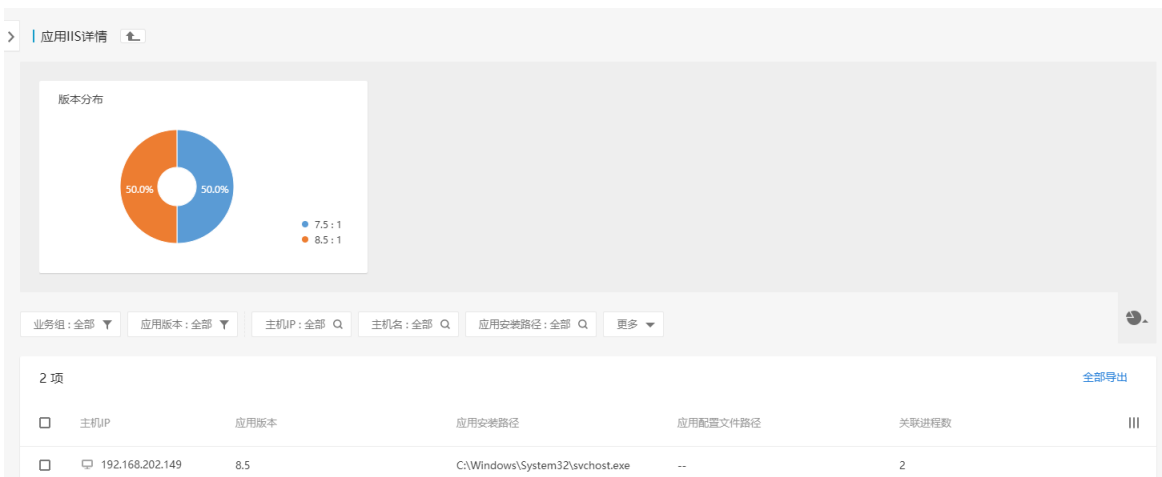 应用IIS详情
版本分布
50.0% 50.0%
7.5 : 1
8.5 : 1
业务组 : 全部 应用版本 : 全部 主机IP : 全部 主机名 : 全部 应用安装路径 : 全部 更多
2 项 全部导出
主机IP 应用版本 应用安装路径 应用配置文件路径 关联进程数
192.168.202.149 8.5 C:\Windows\System32\svchost.exe -- 2